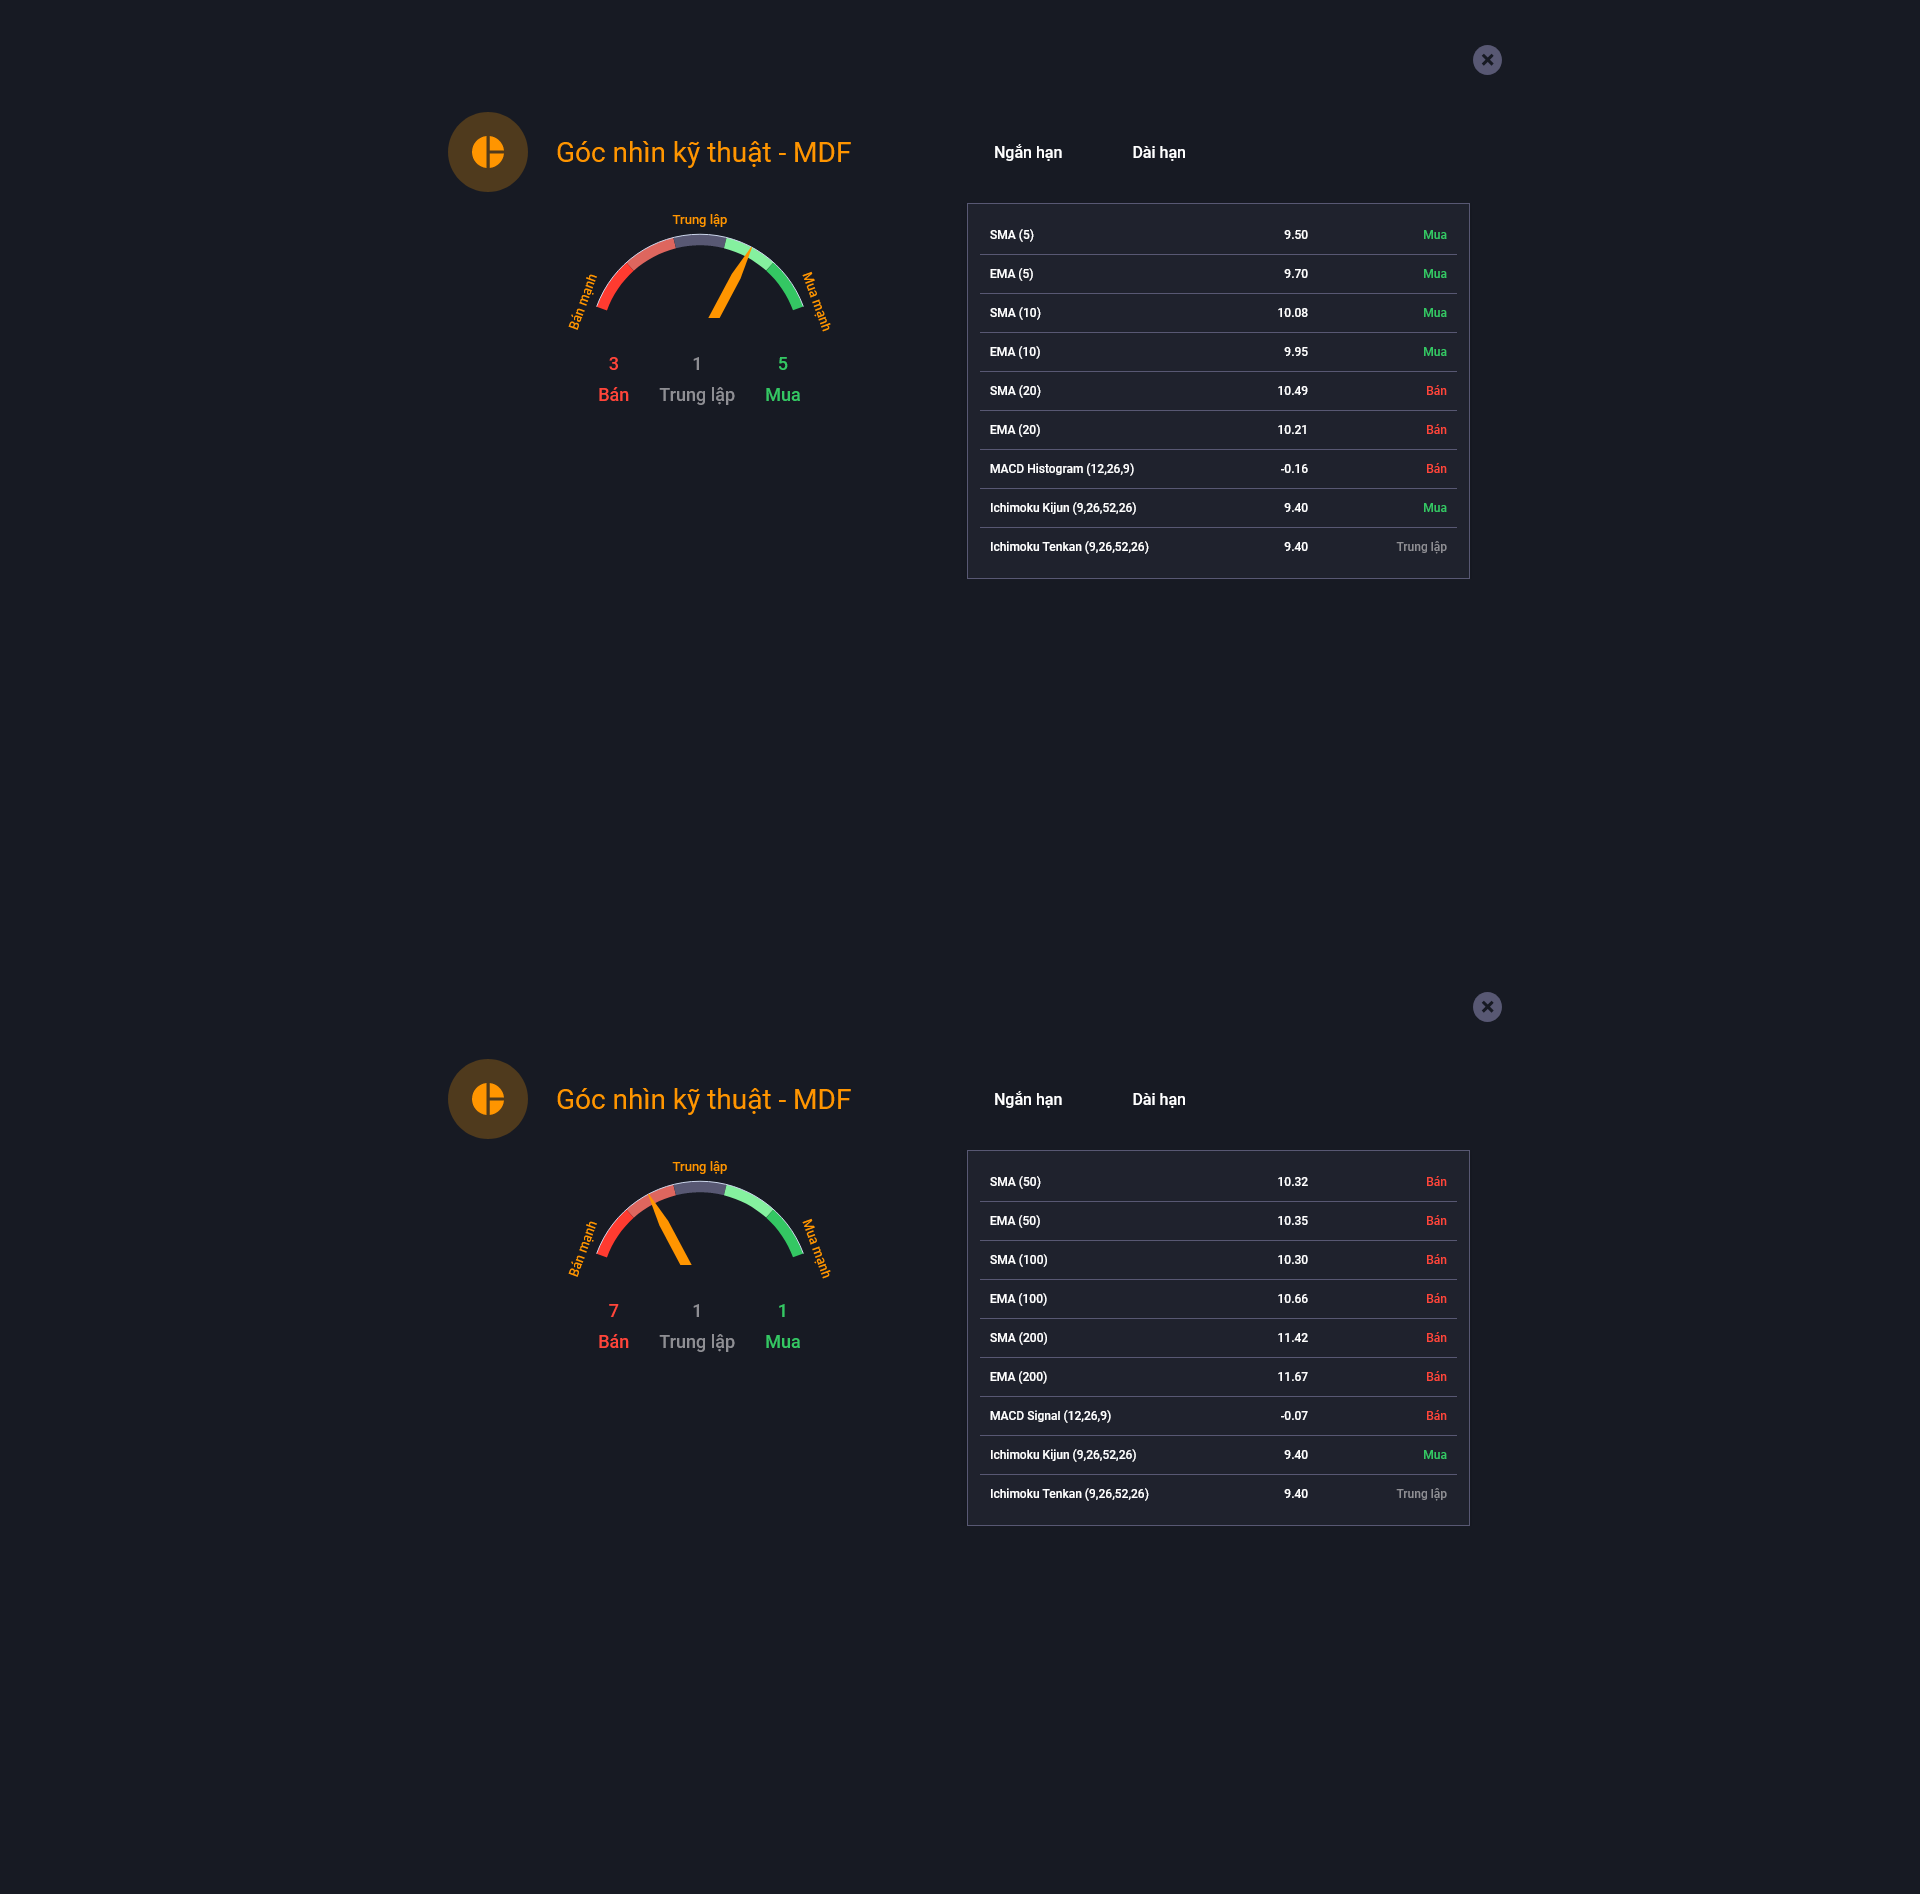 Góc nhìn kỹ thuật - MDF
Ngắn hạn Dài hạn
Trung lập
Bán mạnh
Mua mạnh
3 1 5
Bán Trung lập Mua
SMA (5) 9.50 Mua
EMA (5) 9.70 Mua
SMA (10) 10.08 Mua
EMA (10) 9.95 Mua
SMA (20) 10.49 Bán
EMA (20) 10.21 Bán
MACD Histogram (12,26,9) -0.16 Bán
Ichimoku Kijun (9,26,52,26) 9.40 Mua
Ichimoku Tenkan (9,26,52,26) 9.40 Trung lập
Góc nhìn kỹ thuật - MDF
Ngắn hạn Dài hạn
Trung lập
Bán mạnh
Mua mạnh
7 1 1
Bán Trung lập Mua
SMA (50) 10.32 Bán
EMA (50) 10.35 Bán
SMA (100) 10.30 Bán
EMA (100) 10.66 Bán
SMA (200) 11.42 Bán
EMA (200) 11.67 Bán
MACD Signal (12,26,9) -0.07 Bán
Ichimoku Kijun (9,26,52,26) 9.40 Mua
Ichimoku Tenkan (9,26,52,26) 9.40 Trung lập